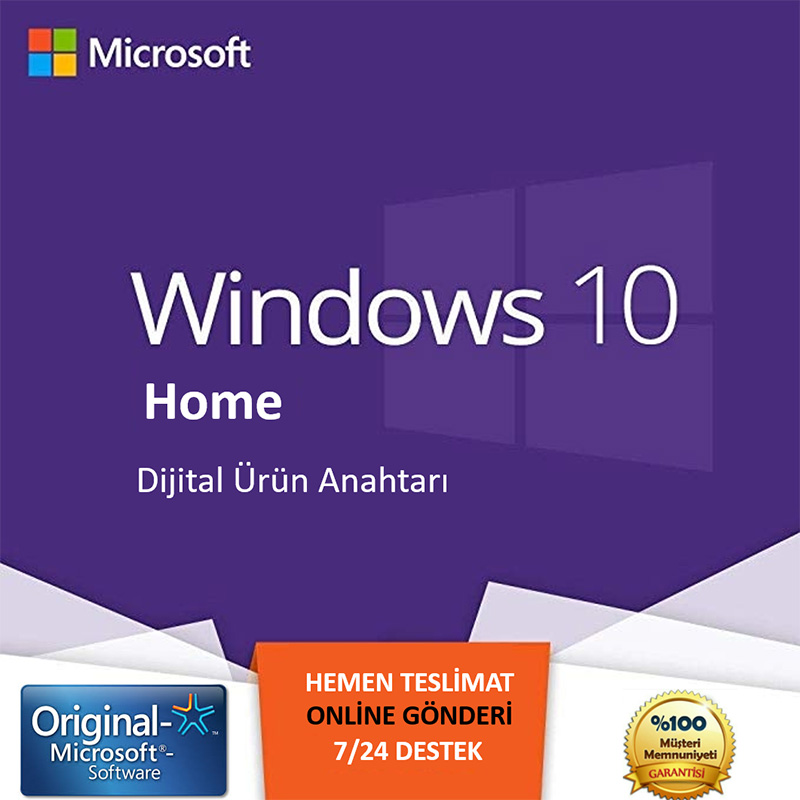 Microsoft
Windows 10
Home
Dijital Ürün Anahtarı
HEMEN TESLİMAT
ONLİNE GÖNDERİ
7/24 DESTEK
Original-™
Microsoft®-
Software
%100
Müşteri
Memnuniyeti
GARANTİSİ